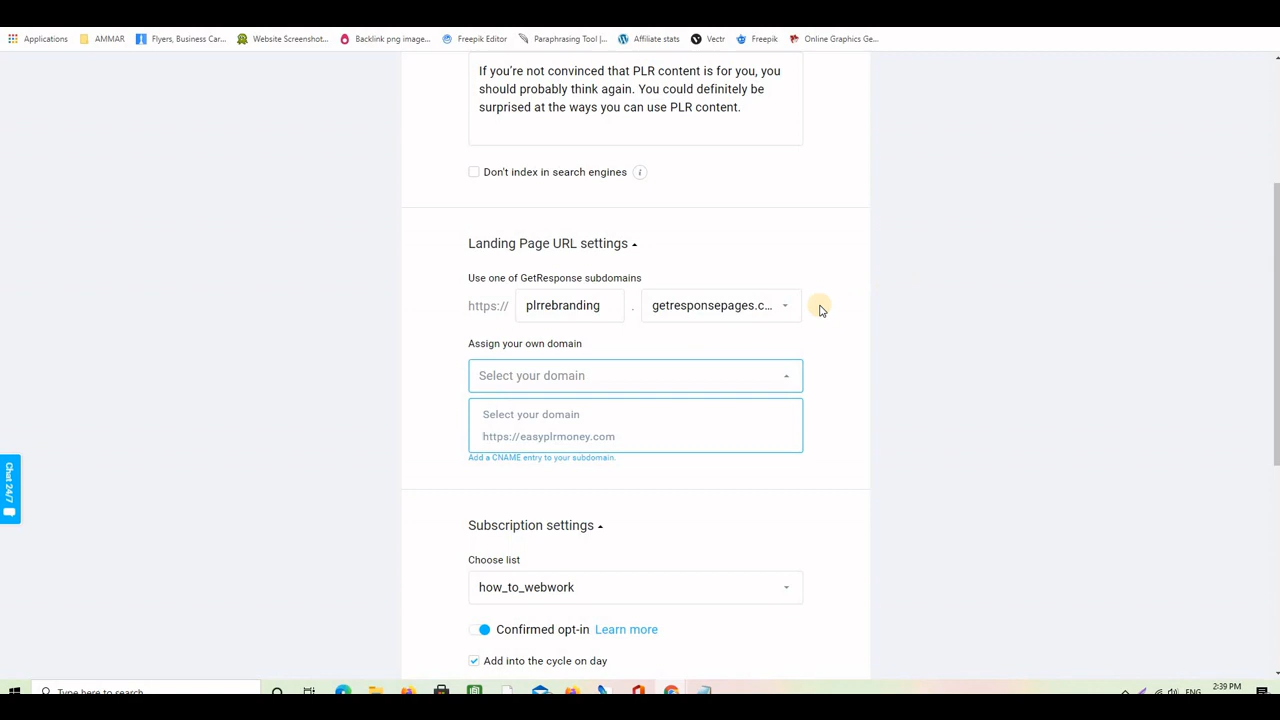 Applications AMMAR Flyers, Business Car... Website Screenshot... Backlink png image... Freepik Editor Paraphrasing Tool |... Affiliate stats Vectr Freepik Online Graphics Ge...
If you're not convinced that PLR content is for you, you
should probably think again. You could definitely be
surprised at the ways you can use PLR content.
Don't index in search engines i
Landing Page URL settings
Use one of GetResponse subdomains
https:// plrrebranding . getresponsepages.c...
Assign your own domain
Select your domain
Select your domain
https://easyplrmoney.com
Add a CNAME entry to your subdomain.
Chat 24/7
Subscription settings
Choose list
how_to_webwork
Confirmed opt-in Learn more
Add into the cycle on day
Type here to search
ENG 2:39 PM